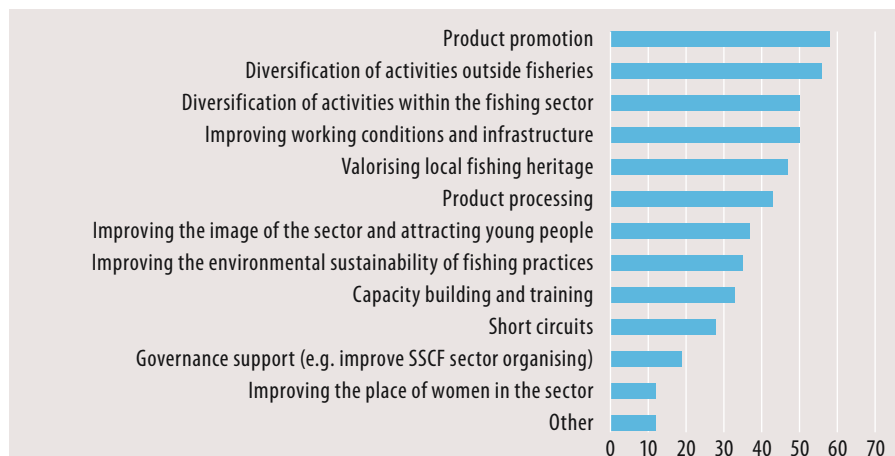 Product promotion
Diversification of activities outside fisheries
Diversification of activities within the fishing sector
Improving working conditions and infrastructure
Valorising local fishing heritage
Product processing
Improving the image of the sector and attracting young people
Improving the environmental sustainability of fishing practices
Capacity building and training
Short circuits
Governance support (e.g. improve SSCF sector organising)
Improving the place of women in the sector
Other
0 10 20 30 40 50 60 70